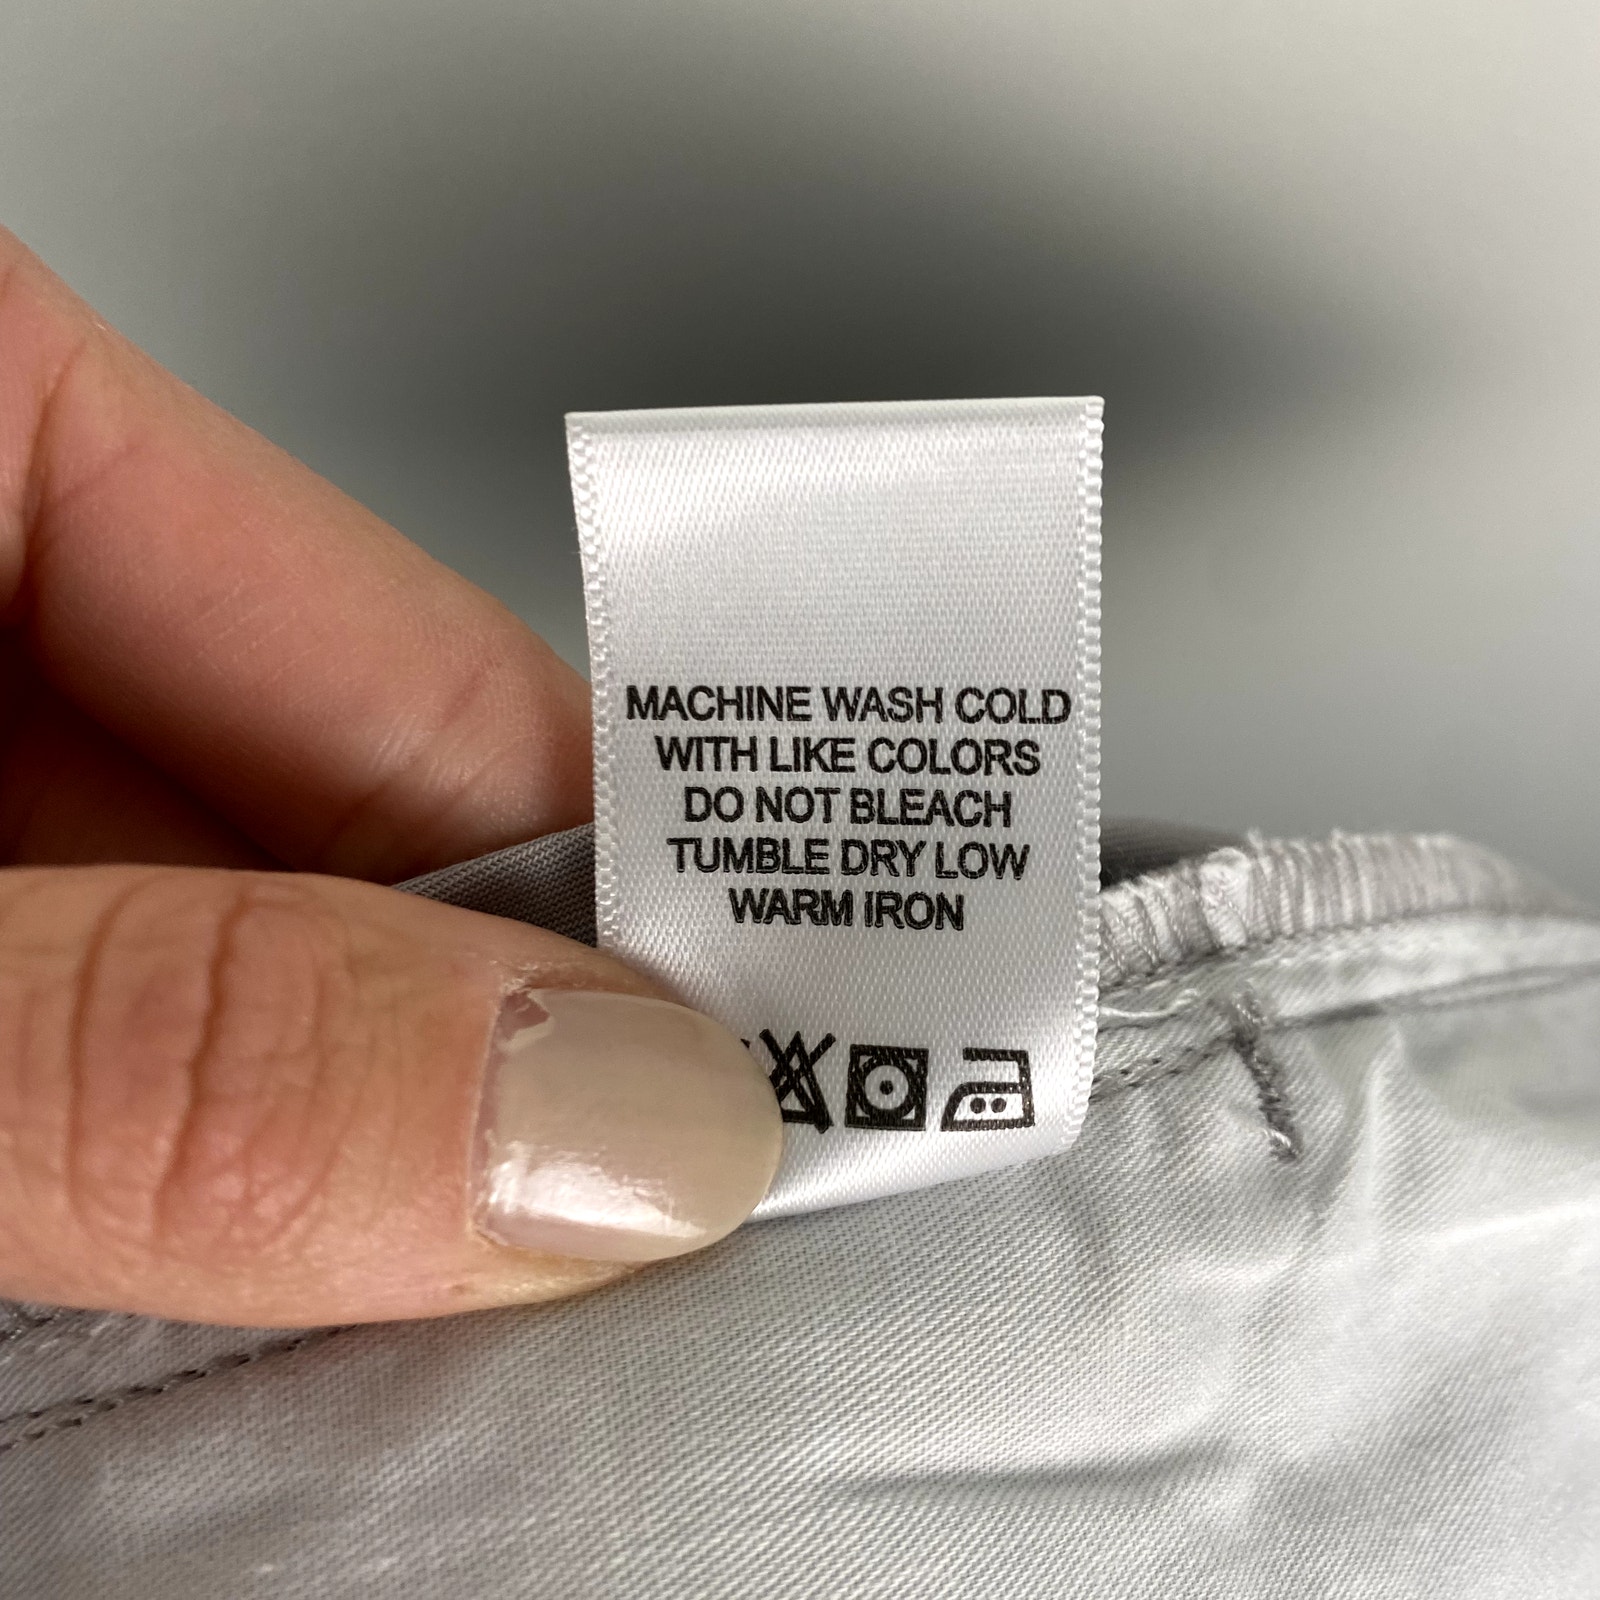 MACHINE WASH COLD
WITH LIKE COLORS
DO NOT BLEACH
TUMBLE DRY LOW
WARM IRON